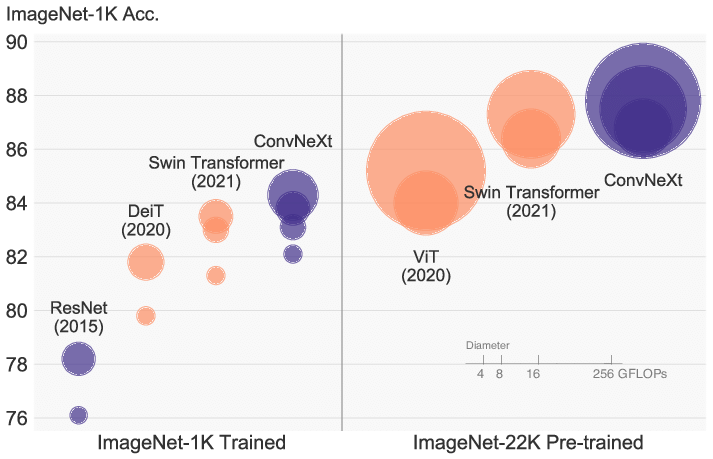 ImageNet-1K Acc.
90
88
86
84
82
80
78
76
ResNet
(2015)
DeiT
(2020)
Swin Transformer
(2021)
ConvNeXt
ViT
(2020)
Swin Transformer
(2021)
ConvNeXt
Diameter
4 8 16 256 GFLOPs
ImageNet-1K Trained
ImageNet-22K Pre-trained